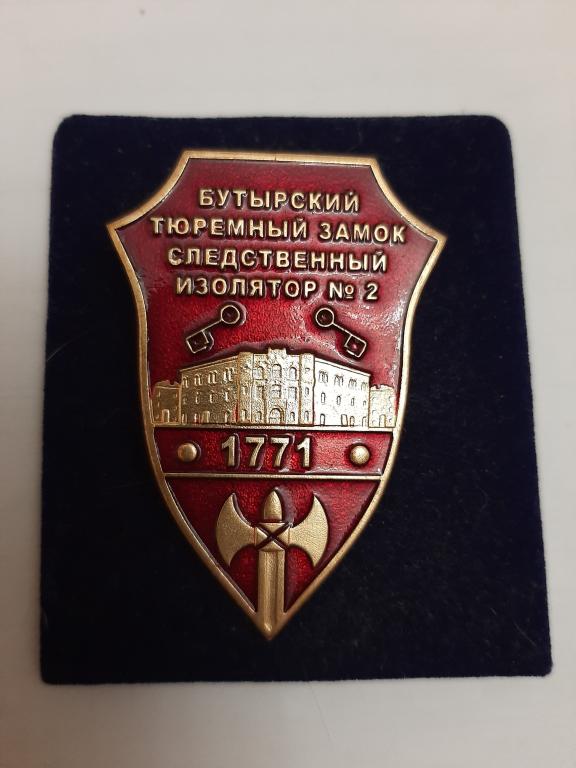 БУТЫРСКИЙ
ТЮРЕМНЫЙ ЗАМОК
СЛЕДСТВЕННЫЙ
ИЗОЛЯТОР № 2
1771